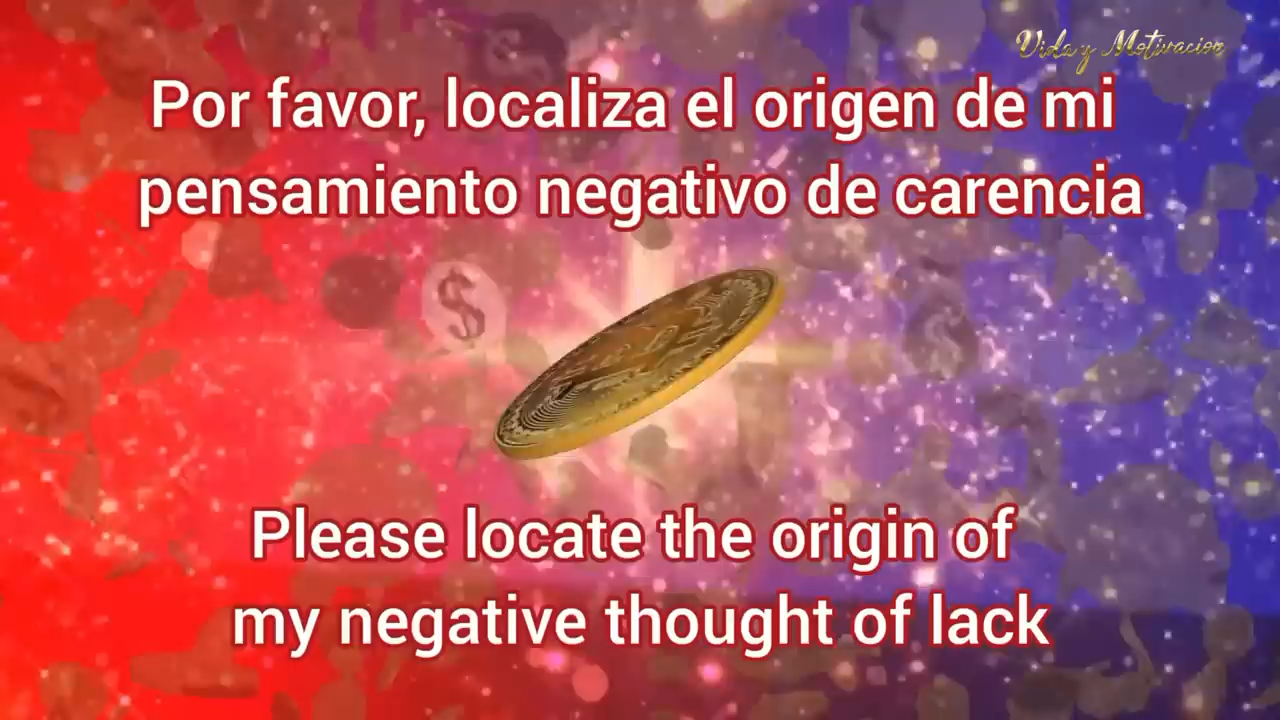 Vida y Motivacion
Por favor, localiza el origen de mi
pensamiento negativo de carencia
$
$
$
Please locate the origin of
my negative thought of lack